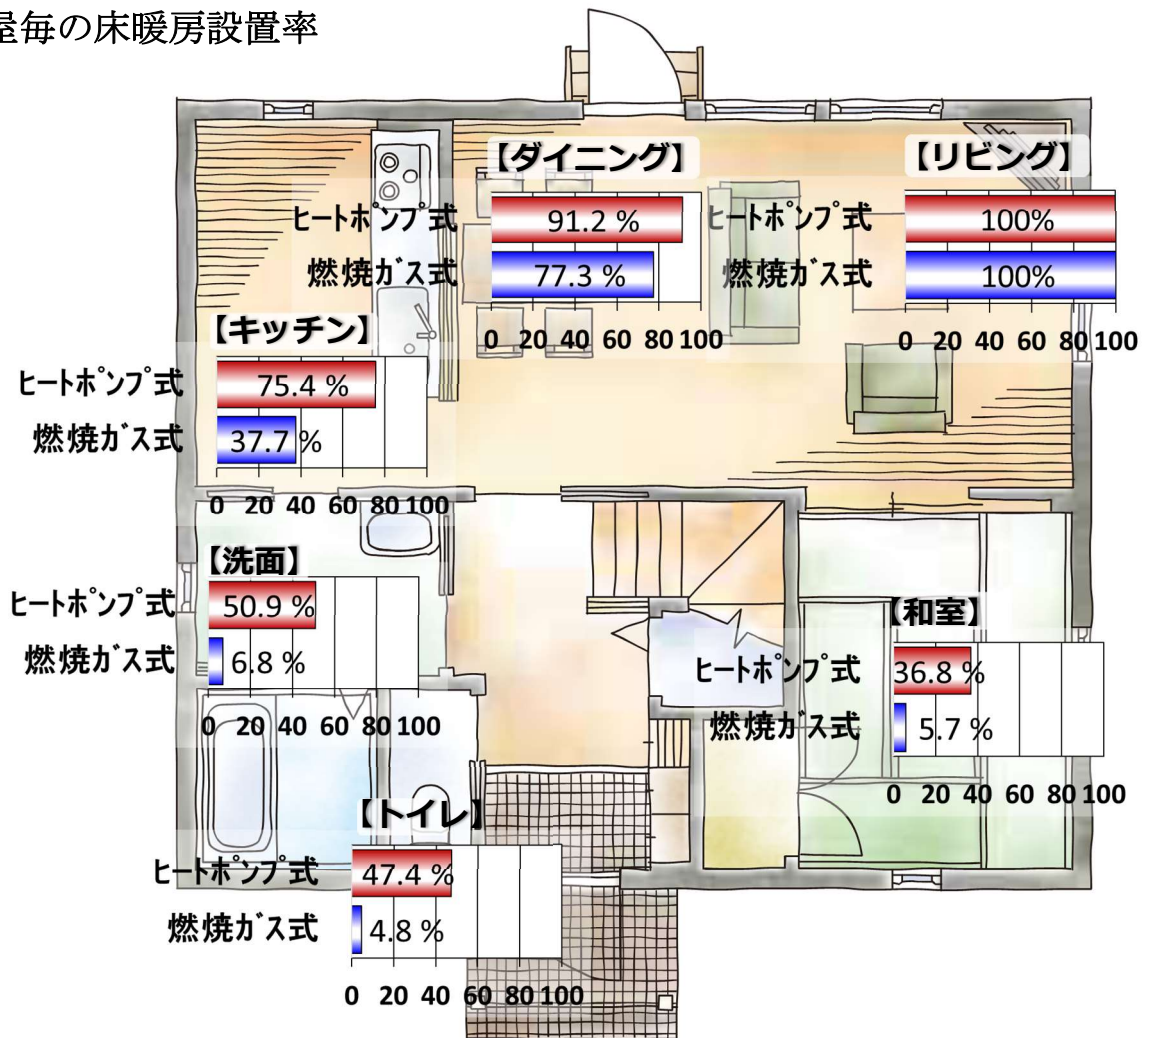 屋毎の床暖房設置率
【ダイニング】
ﾋｰﾄﾎﾟﾝﾌﾟ式 91.2 %
燃焼ｶﾞｽ式 77.3 %
0 20 40 60 80 100
【リビング】
ﾋｰﾄﾎﾟﾝﾌﾟ式 100%
燃焼ｶﾞｽ式 100%
0 20 40 60 80 100
【キッチン】
ﾋｰﾄﾎﾟﾝﾌﾟ式 75.4 %
燃焼ｶﾞｽ式 37.7 %
0 20 40 60 80 100
【洗面】
ﾋｰﾄﾎﾟﾝﾌﾟ式 50.9 %
燃焼ｶﾞｽ式 6.8 %
0 20 40 60 80 100
【和室】
ﾋｰﾄﾎﾟﾝﾌﾟ式 36.8 %
燃焼ｶﾞｽ式 5.7 %
0 20 40 60 80 100
【トイレ】
ﾋｰﾄﾎﾟﾝﾌﾟ式 47.4 %
燃焼ｶﾞｽ式 4.8 %
0 20 40 60 80 100